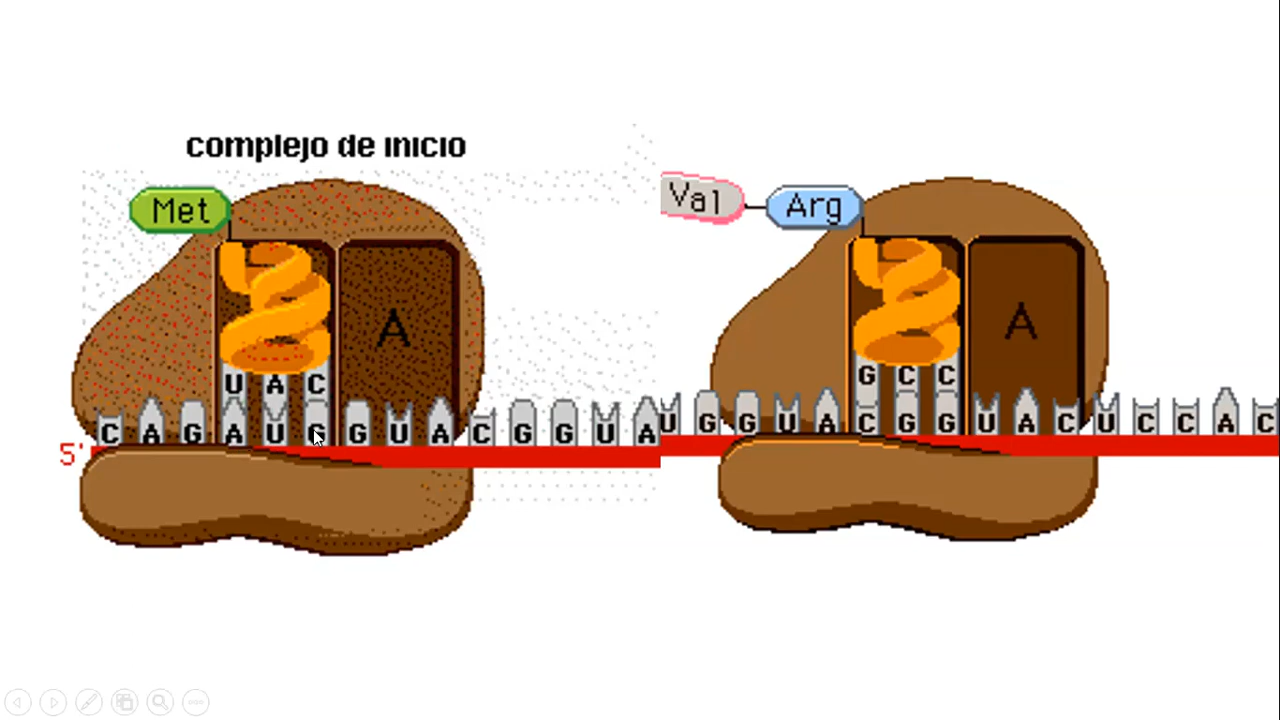 complejo de inicio
Met
Val Arg
A
A
U A C
G C C
5' C A G A U G G U A C G G U A
U G G U A C G G U A C U C C A C